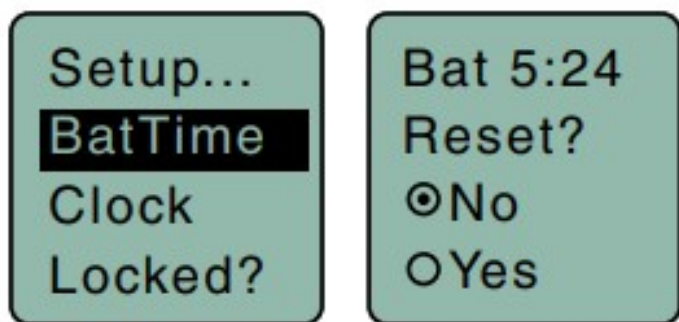 Setup...
BatTime
Clock
Locked?
Bat 5:24
Reset?
No
Yes